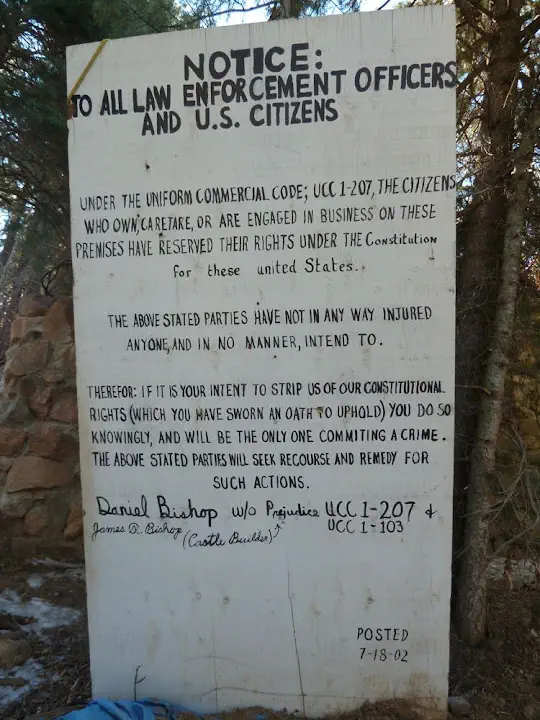 NOTICE:
TO ALL LAW ENFORCEMENT OFFICERS
AND U.S. CITIZENS
UNDER THE UNIFORM COMMERCIAL CODE; UCC 1-207, THE CITIZENS
WHO OWN, CARETAKE, OR ARE ENGAGED IN BUSINESS ON THESE
PREMISES HAVE RESERVED THEIR RIGHTS UNDER THE Constitution
for these united States.
THE ABOVE STATED PARTIES HAVE NOT IN ANY WAY INJURED
ANYONE, AND IN NO MANNER, INTEND TO.
THEREFOR: IF IT IS YOUR INTENT TO STRIP US OF OUR CONSTITUTIONAL
RIGHTS (WHICH YOU HAVE SWORN AN OATH TO UPHOLD) YOU DO SO
KNOWINGLY, AND WILL BE THE ONLY ONE COMMITING A CRIME.
THE ABOVE STATED PARTIES WILL SEEK RECOURSE AND REMEDY FOR
SUCH ACTIONS.
Daniel Bishop w/o Prejudice UCC 1-207 &
James R. Bishop (Castle Builder) UCC 1-103
POSTED
7-18-02